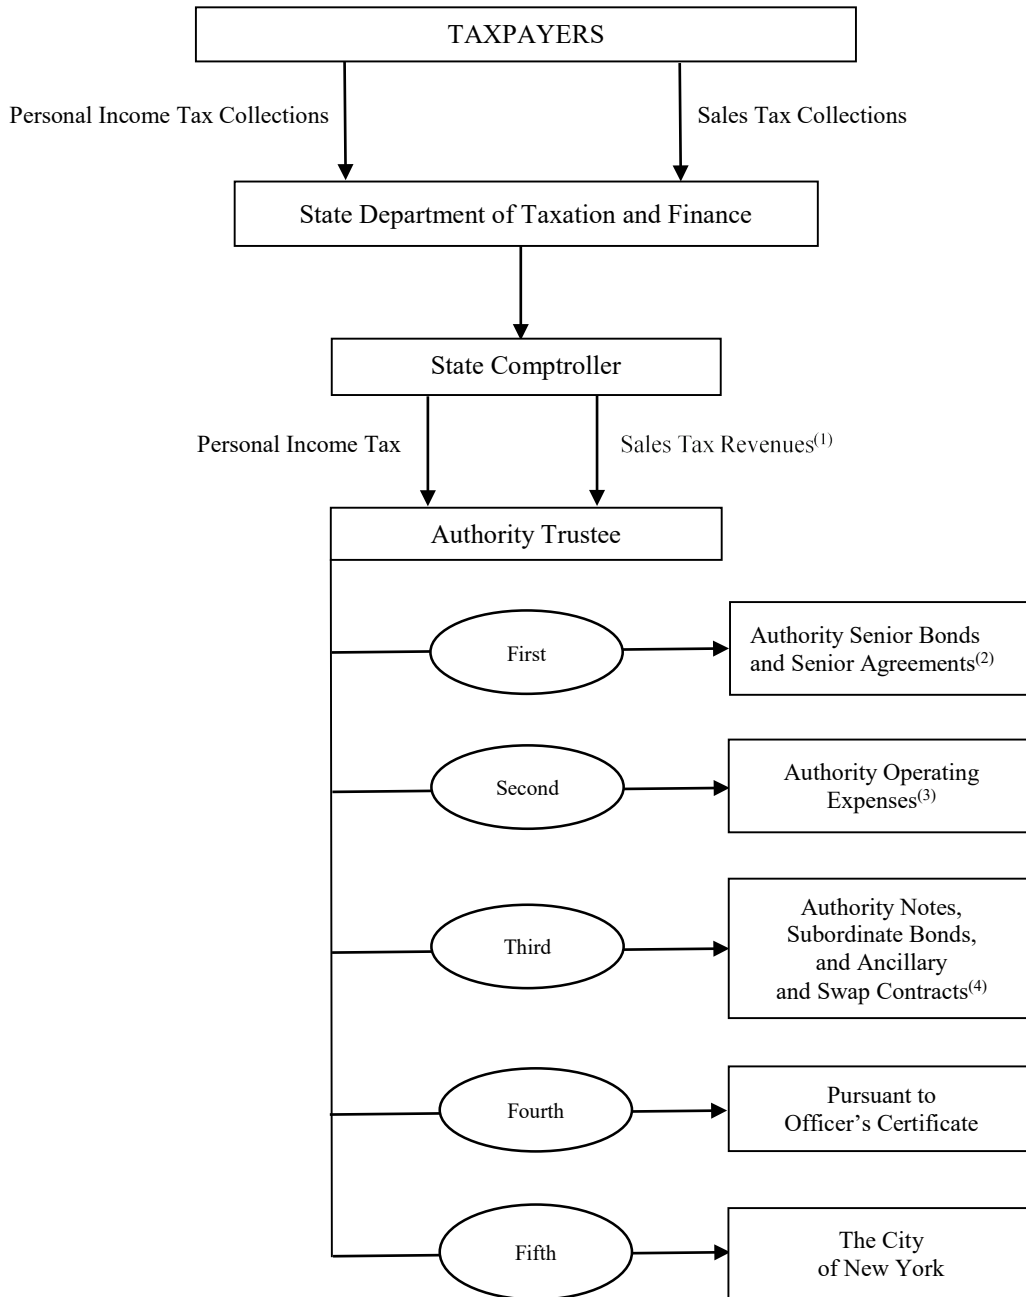 TAXPAYERS
Personal Income Tax Collections
Sales Tax Collections
State Department of Taxation and Finance
State Comptroller
Personal Income Tax
Sales Tax Revenues(1)
Authority Trustee
First
Authority Senior Bonds
and Senior Agreements(2)
Second
Authority Operating
Expenses(3)
Third
Authority Notes,
Subordinate Bonds,
and Ancillary
and Swap Contracts(4)
Fourth
Pursuant to
Officer’s Certificate
Fifth
The City
of New York